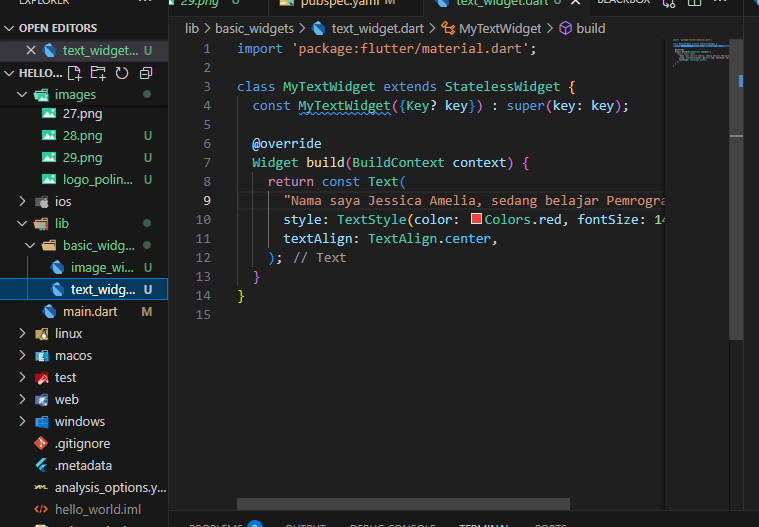 EXPLORER
OPEN EDITORS
text_widget... U
HELLO...
images
27.png
28.png U
29.png U
logo_polin... U
ios
lib
basic_widg...
image_wi... U
text_widg... U
main.dart M
linux
macos
test
web
windows
.gitignore
.metadata
analysis_options.y...
hello_world.iml
29.png U
pubspec.yaml M
text_widget.dart U
BLACKBOX
lib > basic_widgets > text_widget.dart > MyTextWidget > build
1 import 'package:flutter/material.dart';
2
3 class MyTextWidget extends StatelessWidget {
4 const MyTextWidget({Key? key}) : super(key: key);
5
6 @override
7 Widget build(BuildContext context) {
8 return const Text(
9 "Nama saya Jessica Amelia, sedang belajar Pemrogra
10 style: TextStyle(color: Colors.red, fontSize: 14
11 textAlign: TextAlign.center,
12 ); // Text
13 }
14 }
15
PROBLEMS 2 OUTPUT DEBUG CONSOLE TERMINAL PORTS